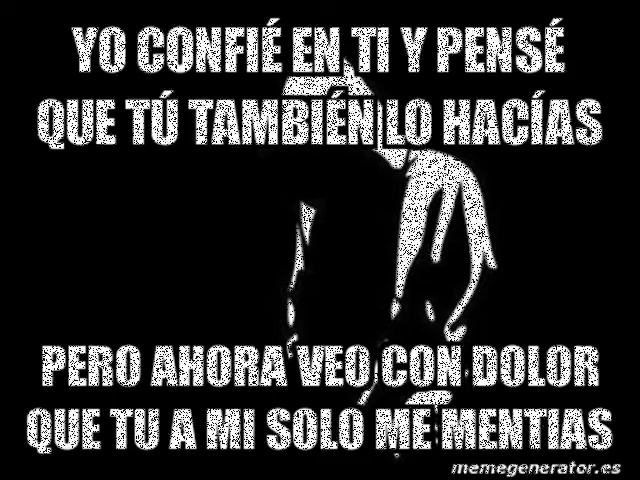 YO CONFIÉ EN TI Y PENSÉ
QUE TÚ TAMBIÉN LO HACÍAS
PERO AHORA VEO CON DOLOR
QUE TU A MI SOLO ME MENTIAS
memegenerator.es